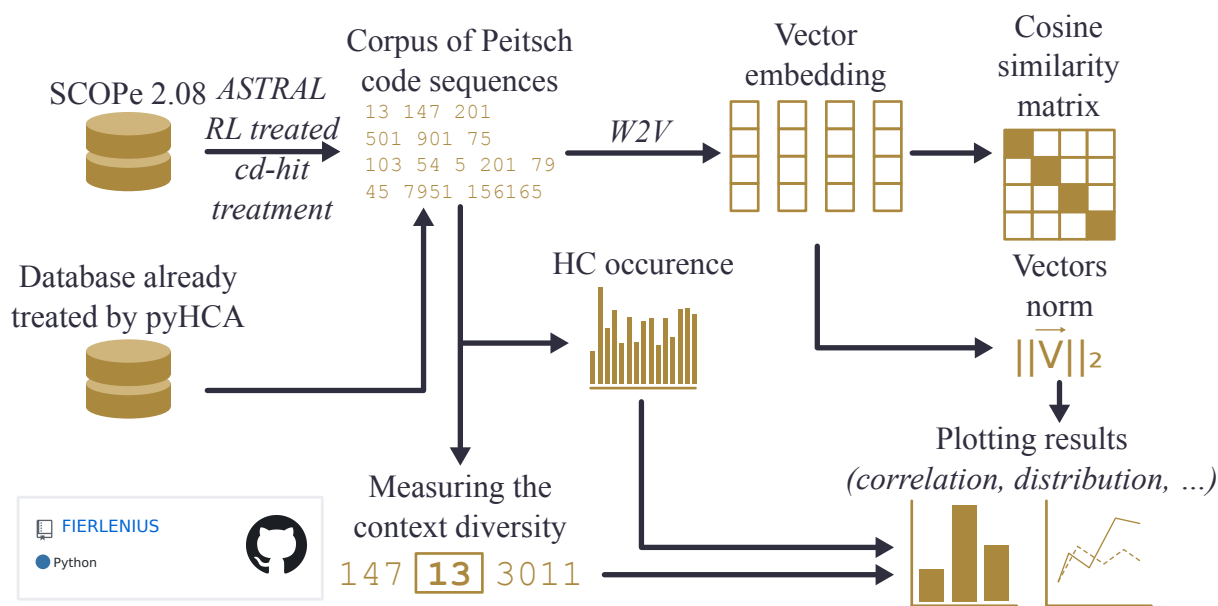 SCOPe 2.08
ASTRAL
RL treated
cd-hit
treatment
Corpus of Peitsch
code sequences
13 147 201
501 901 75
103 54 5 201 79
45 7951 156165
W2V
Vector
embedding
Cosine
similarity
matrix
Database already
treated by pyHCA
HC occurence
Vectors
norm
||V||₂
Measuring the
context diversity
147 13 3011
Plotting results
(correlation, distribution, ...)
FIERLENIUS
Python